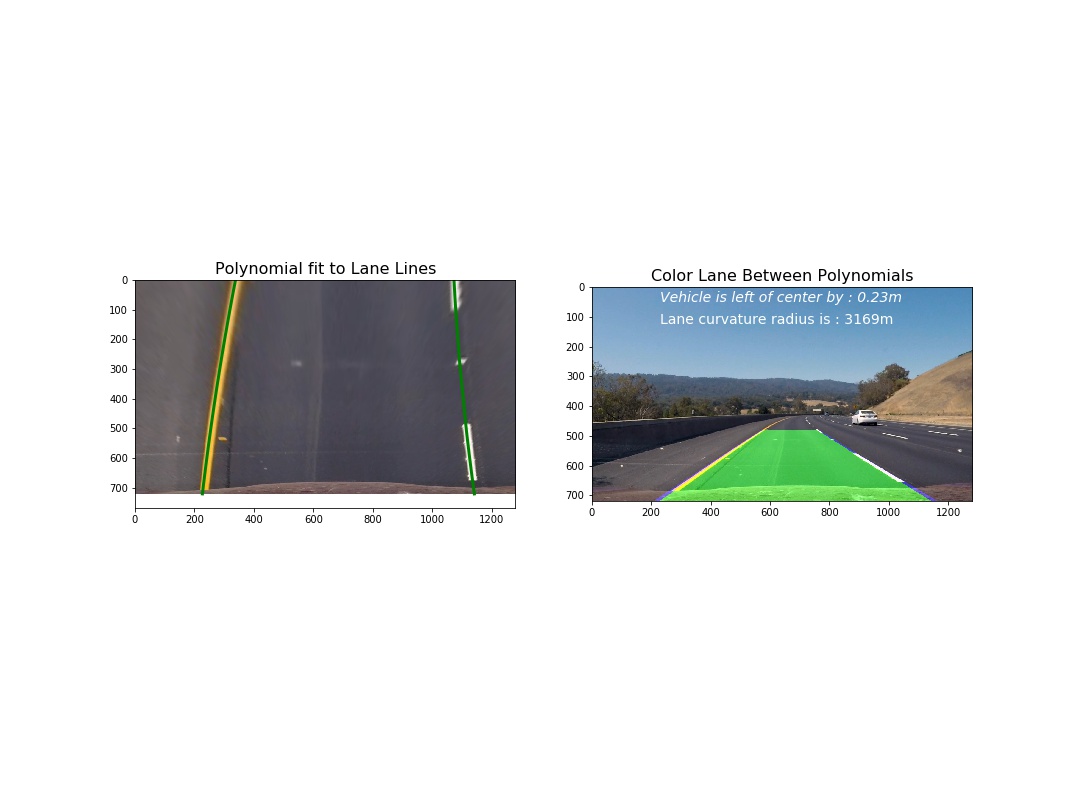 Polynomial fit to Lane Lines
0
100
200
300
400
500
600
700
0 200 400 600 800 1000 1200
Color Lane Between Polynomials
Vehicle is left of center by : 0.23m
Lane curvature radius is : 3169m
0
100
200
300
400
500
600
700
0 200 400 600 800 1000 1200